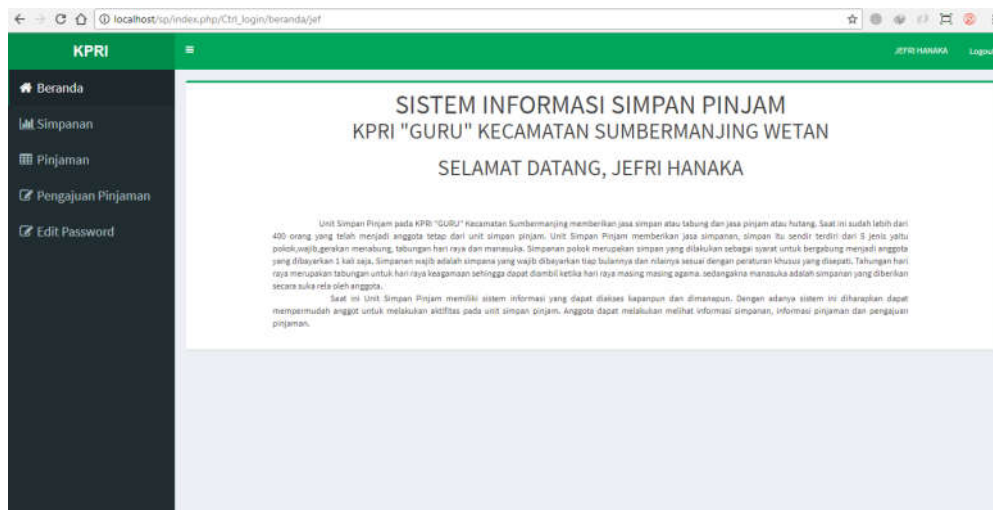 localhost/sp/index.php/Ctrl_login/beranda/jef
KPRI
JEFRI HANAKA
Logout
Beranda
Simpanan
Pinjaman
Pengajuan Pinjaman
Edit Password
SISTEM INFORMASI SIMPAN PINJAM
KPRI "GURU" KECAMATAN SUMBERMANJING WETAN
SELAMAT DATANG, JEFRI HANAKA
Unit Simpan Pinjam pada KPRI "GURU" Kecamatan Sumbermanjing memberikan jasa simpan atau tabung dan jasa pinjam atau hutang. Saat ini sudah lebih dari
400 orang yang telah menjadi anggota tetap dari unit simpan pinjam. Unit Simpan Pinjam memberikan jasa simpanan, simpan itu sendir terdiri dari 5 jenis yaitu
pokok,wajib,gerakan menabung, tabungan hari raya dan manasuka. Simpanan pokok merupakan simpan yang dilakukan sebagai syarat untuk bergabung menjadi anggota
yang dibayarkan 1 kali saja, Simpanan wajib adalah simpana yang wajib dibayarkan tiap bulannya dan nilainya sesuai dengan peraturan khusus yang disepati. Tahungan hari
raya merupakan tabungan untuk hari raya keagamaan sehingga dapat diambil ketika hari raya masing masing agama. sedangakna manasuka adalah simpanan yang diberikan
secara suka rela oleh anggota.
Saat ini Unit Simpan Pinjam memiliki sistem informasi yang dapat diakses kapanpun dan dimanapun. Dengan adanya sistem ini diharapkan dapat
mempermudah anggot untuk melakukan aktifitas pada unit simpan pinjam. Anggota dapat melakukan melihat informasi simpanan, informasi pinjaman dan pengajuan
pinjaman.